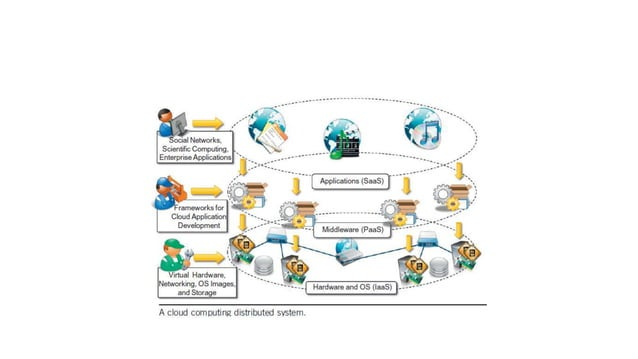 Social Networks,
Scientific Computing,
Enterprise Applications
Applications (SaaS)
Frameworks for
Cloud Application
Development
Middleware (PaaS)
Virtual Hardware,
Networking, OS Images,
and Storage
Hardware and OS (IaaS)
A cloud computing distributed system.